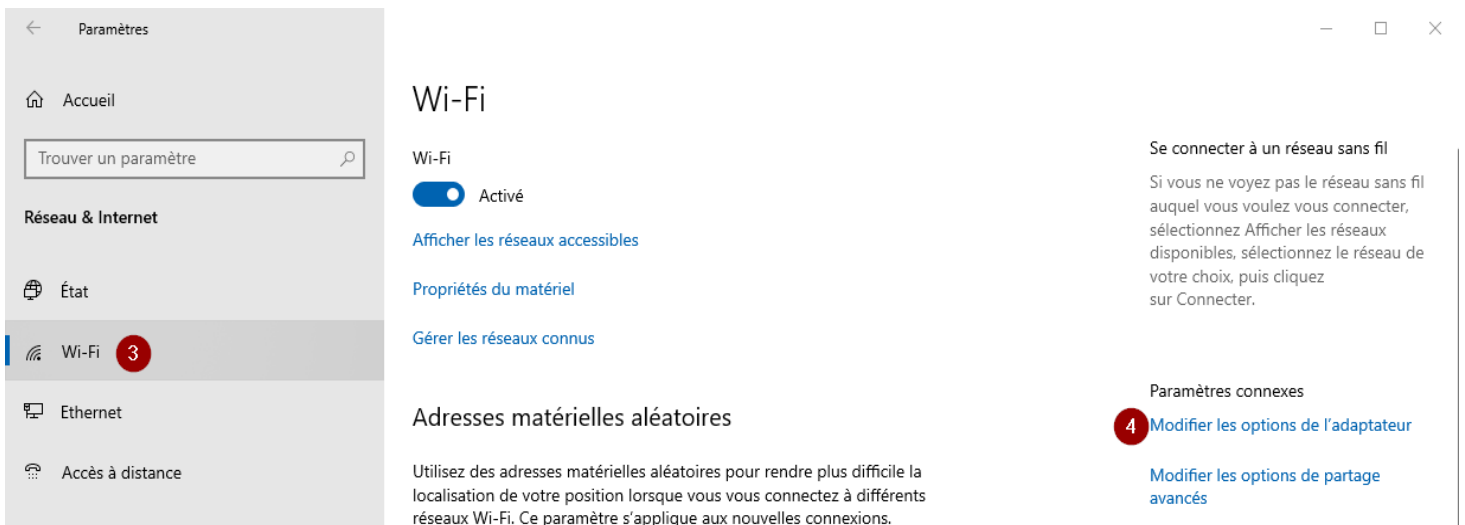 Paramètres
Accueil
Trouver un paramètre
Réseau & Internet
État
Wi-Fi 3
Ethernet
Accès à distance
Wi-Fi
Wi-Fi
Activé
Afficher les réseaux accessibles
Propriétés du matériel
Gérer les réseaux connus
Adresses matérielles aléatoires
Utilisez des adresses matérielles aléatoires pour rendre plus difficile la
localisation de votre position lorsque vous vous connectez à différents
réseaux Wi-Fi. Ce paramètre s'applique aux nouvelles connexions.
Se connecter à un réseau sans fil
Si vous ne voyez pas le réseau sans fil
auquel vous voulez vous connecter,
sélectionnez Afficher les réseaux
disponibles, sélectionnez le réseau de
votre choix, puis cliquez
sur Connecter.
Paramètres connexes
4 Modifier les options de l'adaptateur
Modifier les options de partage
avancés